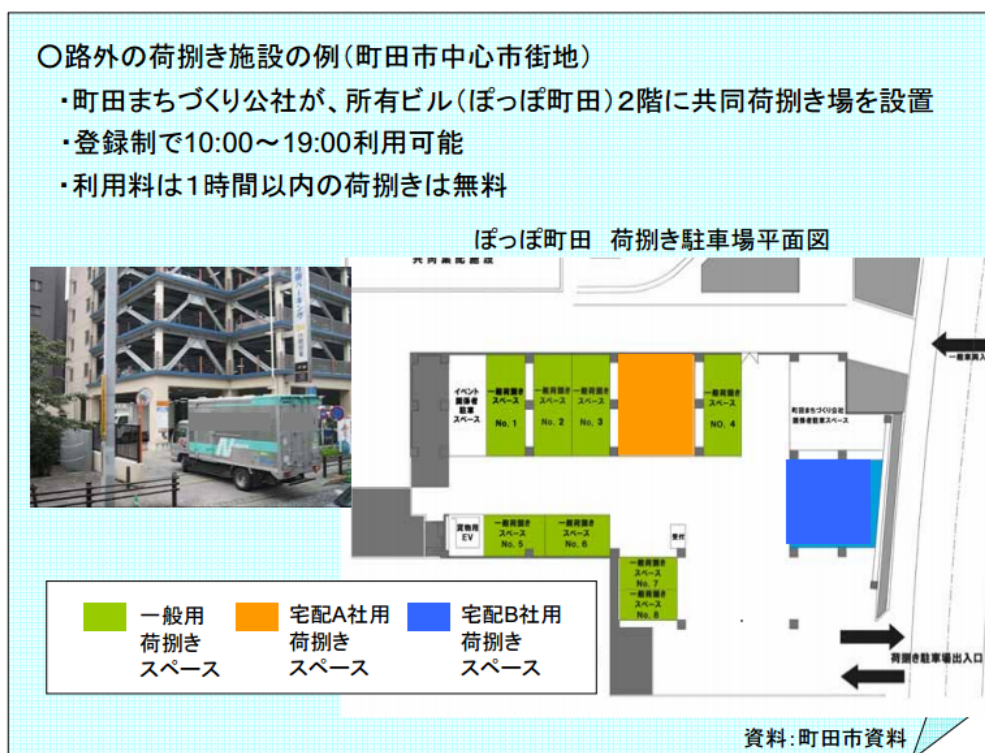 〇路外の荷捌き施設の例(町田市中心市街地)
・町田まちづくり公社が、所有ビル(ぽっぽ町田)2階に共同荷捌き場を設置
・登録制で10:00～19:00利用可能
・利用料は1時間以内の荷捌きは無料
ぽっぽ町田 荷捌き駐車場平面図
共同集配施設
一般車両入
イベント
関係者
駐車
スペース
一般荷捌き
スペース
No. 1
一般荷捌き
スペース
No. 2
一般荷捌き
スペース
No. 3
一般荷捌き
スペース
NO. 4
町田まちづくり公社
関係者駐車スペース
貨物用
EV
一般荷捌き
スペース
No. 5
一般荷捌き
スペース
No. 6
受付
一般荷捌き
スペース
No. 7
一般荷捌き
スペース
No. 8
荷捌き駐車場出入口
一般用
荷捌き
スペース
宅配A社用
荷捌き
スペース
宅配B社用
荷捌き
スペース
資料:町田市資料